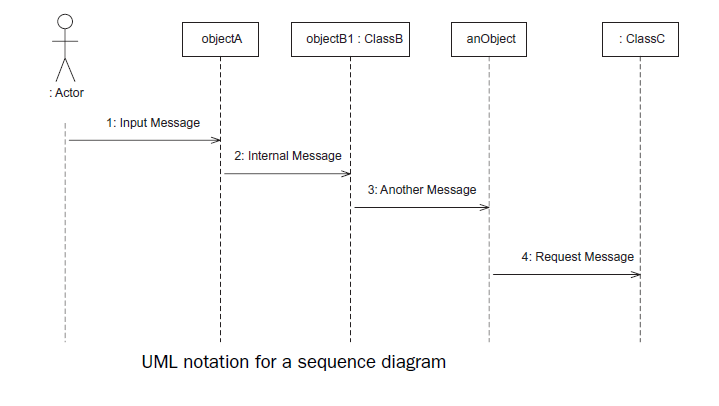 objectA
objectB1 : ClassB
anObject
: ClassC
: Actor
1: Input Message
2: Internal Message
3: Another Message
4: Request Message
UML notation for a sequence diagram